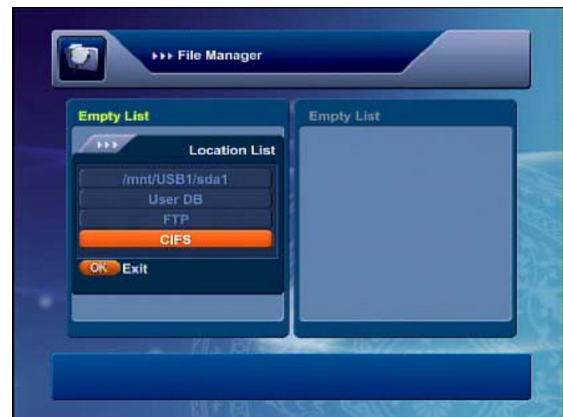 ▸▸▸ File Manager
Empty List
Empty List
▸▸▸
Location List
/mnt/USB1/sda1
User DB
FTP
CIFS
OK Exit